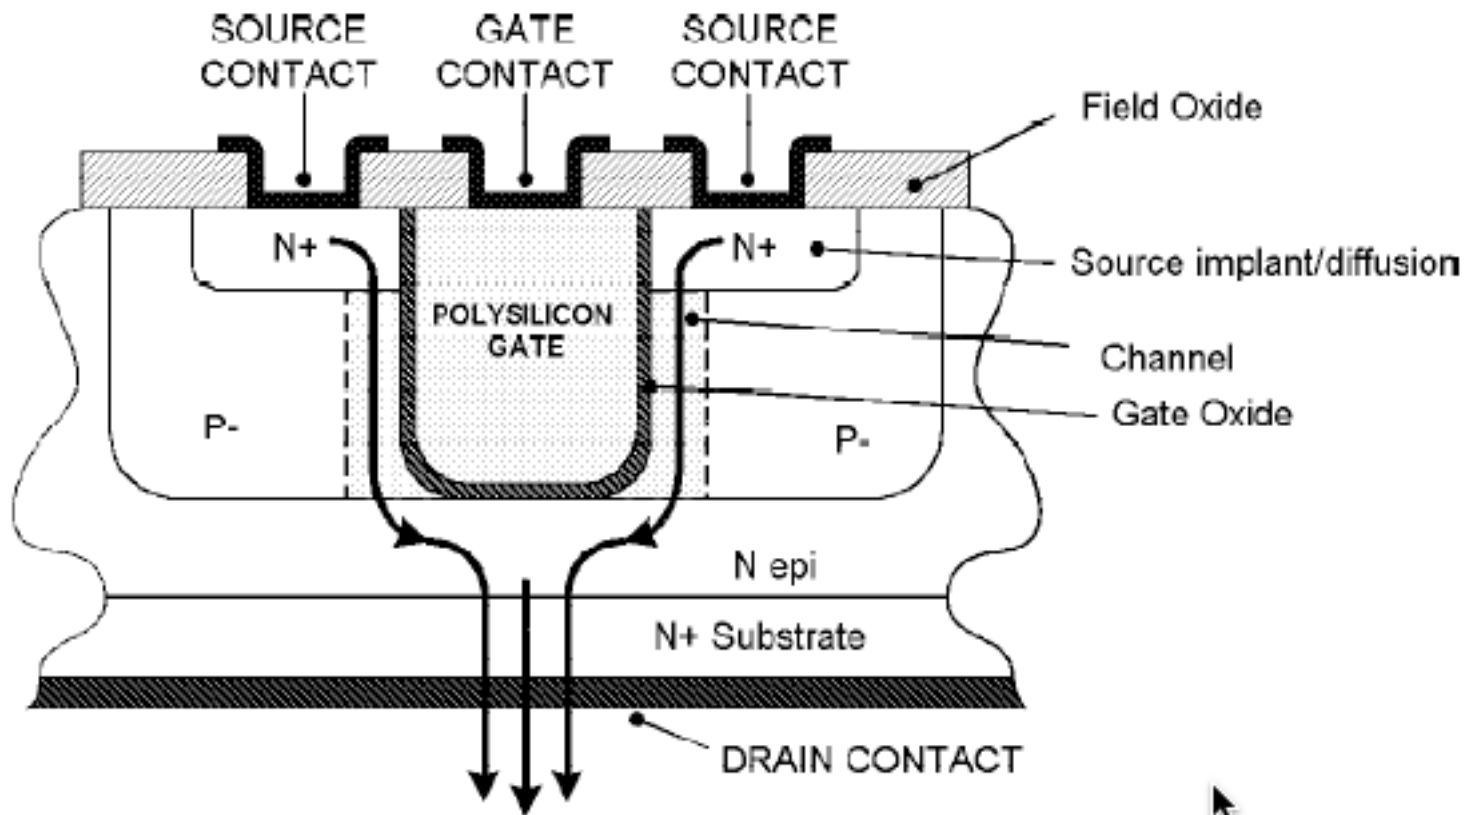 SOURCE
CONTACT
GATE
CONTACT
SOURCE
CONTACT
Field Oxide
N+
N+
Source implant/diffusion
POLYSILICON
GATE
Channel
Gate Oxide
P-
P-
N epi
N+ Substrate
DRAIN CONTACT